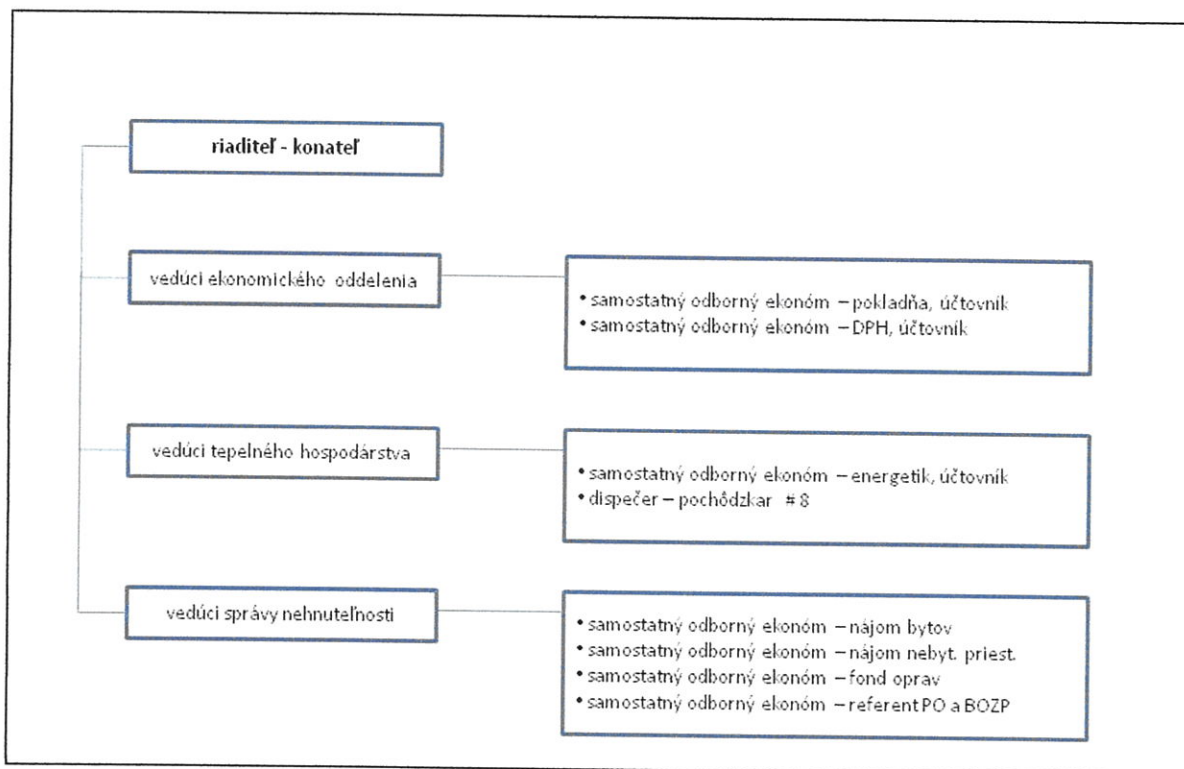 riaditeľ - konateľ
vedúci ekonomického oddelenia
• samostatný odborný ekonóm – pokladňa, účtovník
• samostatný odborný ekonóm – DPH, účtovník
vedúci tepelného hospodárstva
• samostatný odborný ekonóm – energetik, účtovník
• dispečer – pochôdzkar # 8
vedúci správy nehnuteľnosti
• samostatný odborný ekonóm – nájom bytov
• samostatný odborný ekonóm – nájom nebyt. priest.
• samostatný odborný ekonóm – fond oprav
• samostatný odborný ekonóm – referent PO a BOZP